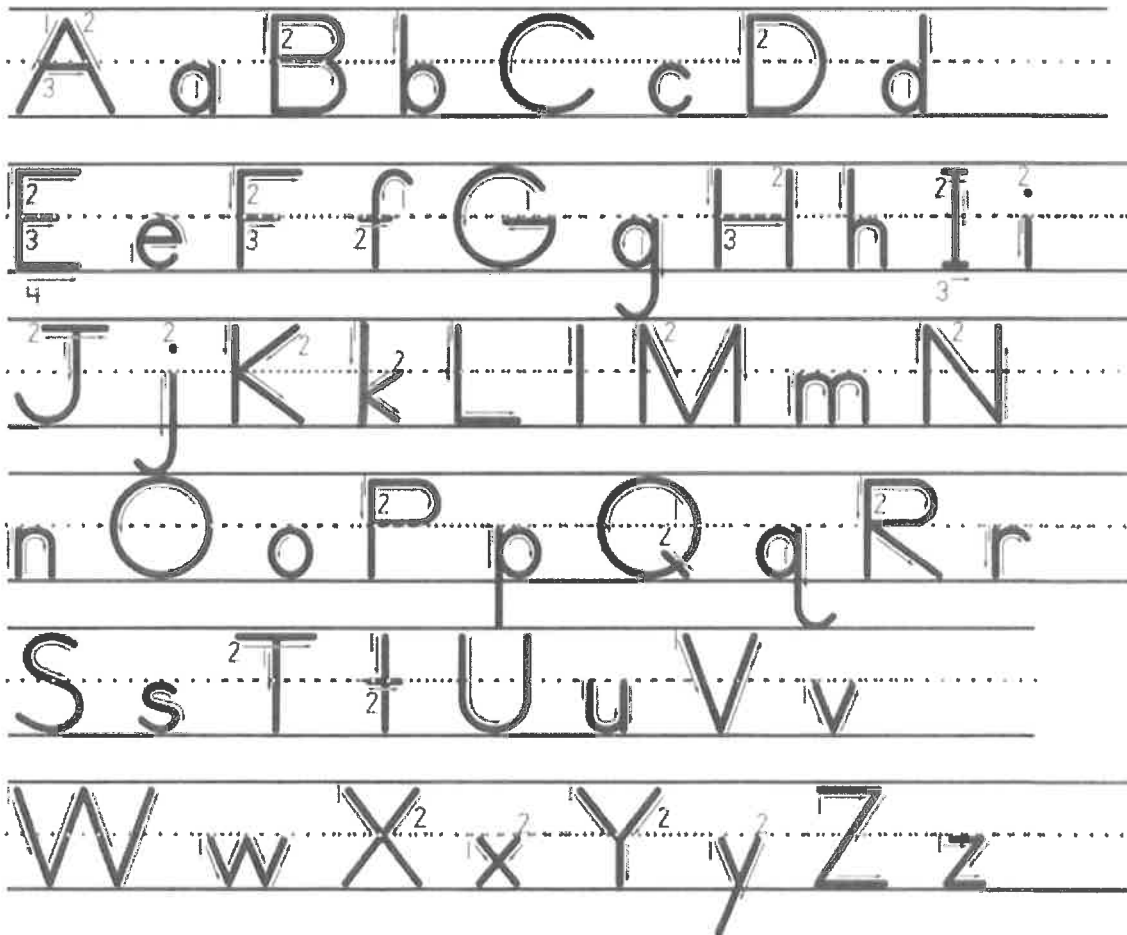 A a B b C c D d
E e F f G g H h I i
J j K k L l M m N
n O o P p Q q R r
S s T t U u V v
W w X x Y y Z z